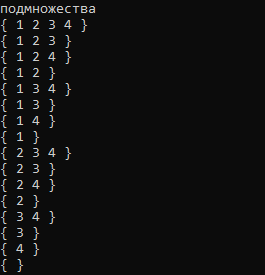 подмножества
{ 1 2 3 4 }
{ 1 2 3 }
{ 1 2 4 }
{ 1 2 }
{ 1 3 4 }
{ 1 3 }
{ 1 4 }
{ 1 }
{ 2 3 4 }
{ 2 3 }
{ 2 4 }
{ 2 }
{ 3 4 }
{ 3 }
{ 4 }
{ }